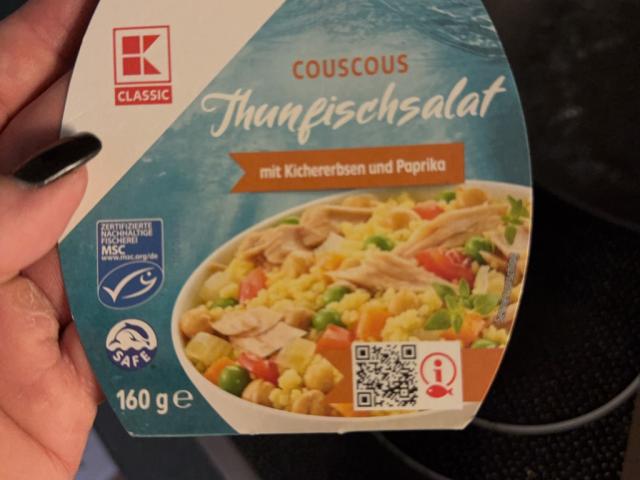 K
CLASSIC
COUSCOUS
Thunfischsalat
mit Kichererbsen und Paprika
ZERTIFIZIERTE
NACHHALTIGE
FISCHEREI
MSC
www.msc.org/de
SAFE
160 g e
i